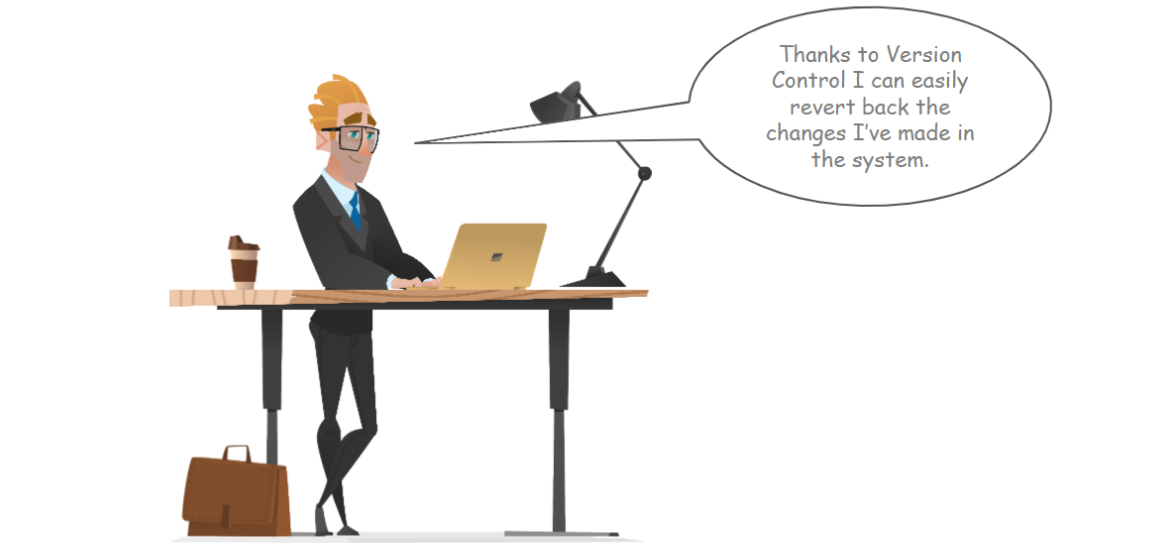 Thanks to Version
Control I can easily
revert back the
changes I've made in
the system.